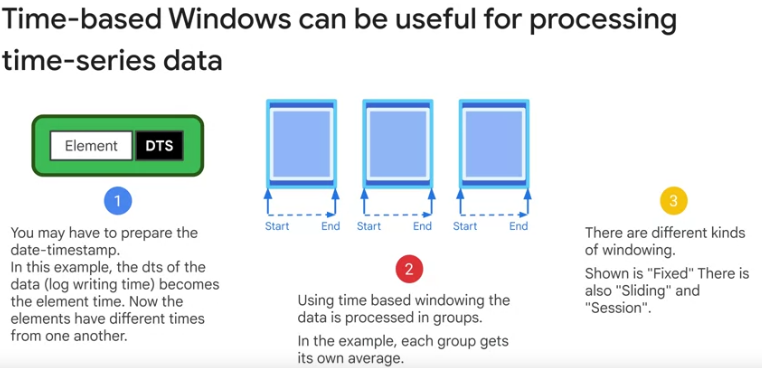 Time-based Windows can be useful for processing
time-series data
Element DTS
1
You may have to prepare the
date-timestamp.
In this example, the dts of the
data (log writing time) becomes
the element time. Now the
elements have different times
from one another.
Start End Start End Start End
2
Using time based windowing the
data is processed in groups.
In the example, each group gets
its own average.
3
There are different kinds
of windowing.
Shown is "Fixed" There is
also "Sliding" and
"Session".